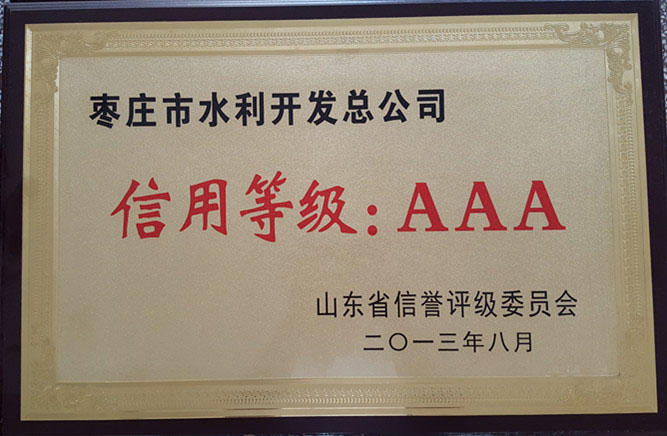 枣庄市水利开发总公司
信用等级：AAA
山东省信誉评级委员会
二〇一三年八月